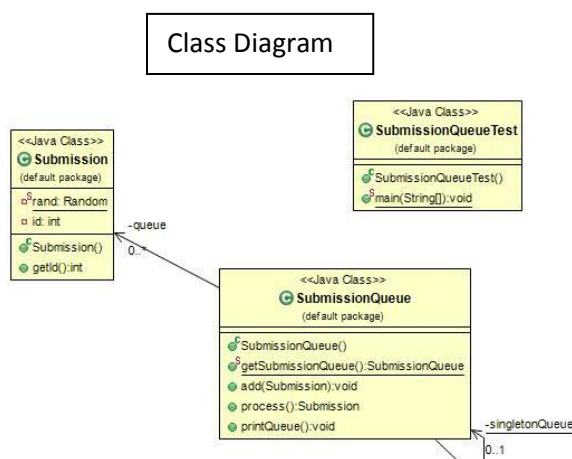 Class Diagram
<<Java Class>>
SubmissionQueueTest
(default package)
SubmissionQueueTest()
main(String[]):void
<<Java Class>>
Submission
(default package)
rand: Random
id: int
Submission()
getId():int
-queue
0..*
<<Java Class>>
SubmissionQueue
(default package)
SubmissionQueue()
getSubmissionQueue():SubmissionQueue
add(Submission):void
process():Submission
printQueue():void
-singletonQueue
0..1